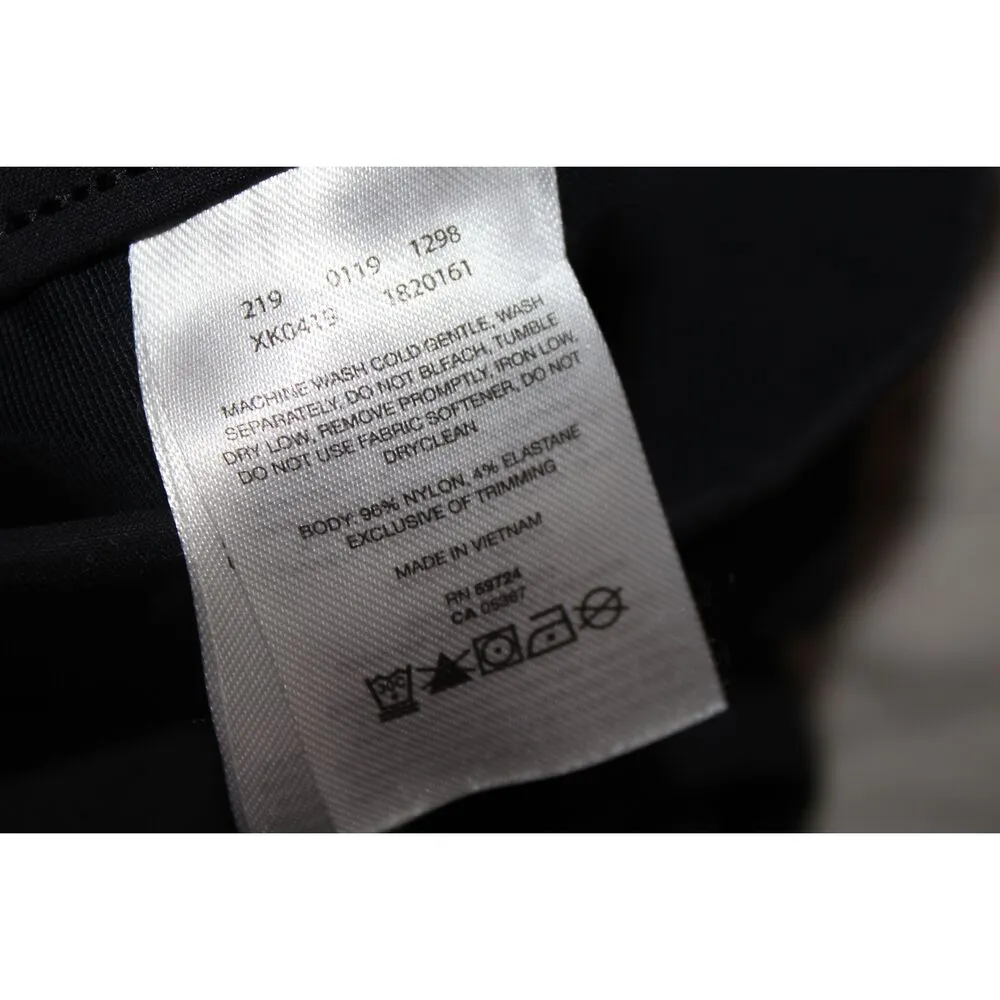 219 0119 1298
XK0419 1820161
MACHINE WASH COLD GENTLE, WASH
SEPARATELY, DO NOT BLEACH, TUMBLE
DRY LOW, REMOVE PROMPTLY, IRON LOW,
DO NOT USE FABRIC SOFTENER, DO NOT
DRYCLEAN
BODY: 96% NYLON, 4% ELASTANE
EXCLUSIVE OF TRIMMING
MADE IN VIETNAM
RN 59724
CA 05367